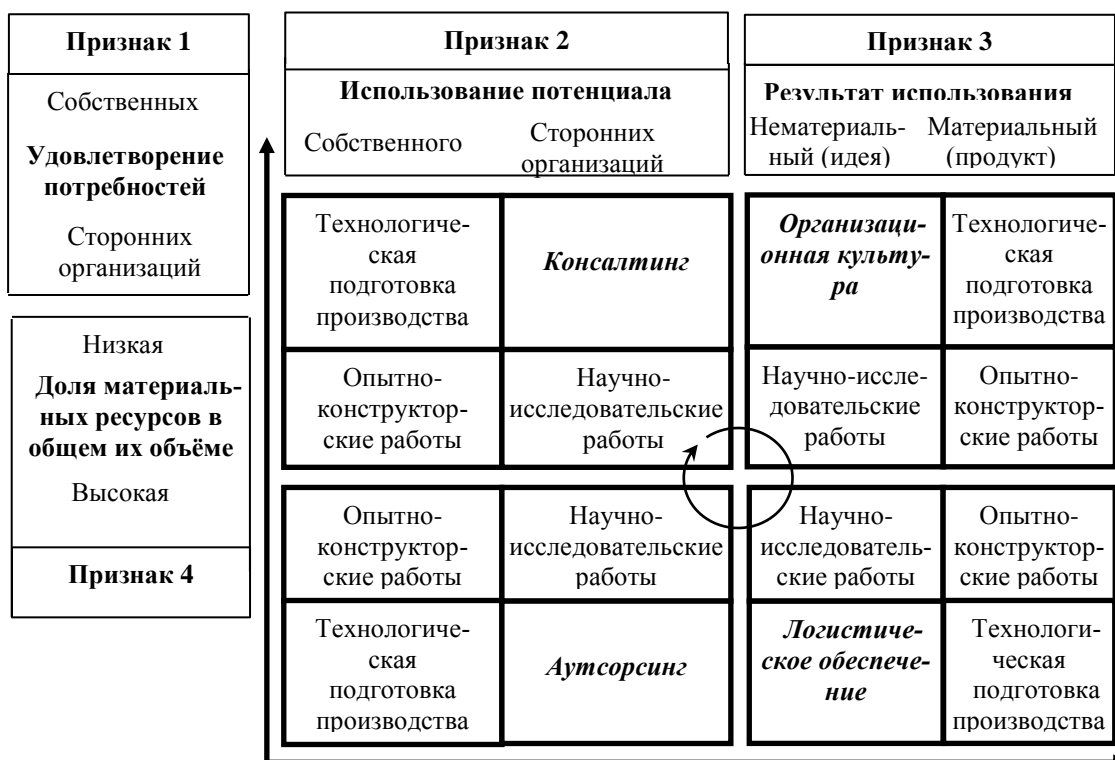 Признак 1
Собственных
Удовлетворение
потребностей
Сторонних
организаций
Низкая
Доля материаль-
ных ресурсов в
общем их объёме
Высокая
Признак 4
Признак 2
Использование потенциала
Собственного
Сторонних
организаций
Признак 3
Результат использования
Нематериаль-
ный (идея)
Материальный
(продукт)
Технологиче-
ская
подготовка
производства
Консалтинг
Организаци-
онная культу-
ра
Технологиче-
ская
подготовка
производства
Опытно-
конструктор-
ские работы
Научно-
исследовательские
работы
Научно-иссле-
довательские
работы
Опытно-
конструктор-
ские работы
Опытно-
конструктор-
ские работы
Научно-
исследовательские
работы
Научно-
исследователь-
ские работы
Опытно-
конструктор-
ские работы
Технологиче-
ская
подготовка
производства
Аутсорсинг
Логистиче-
ское обеспече-
ние
Технологи-
ческая
подготовка
производства